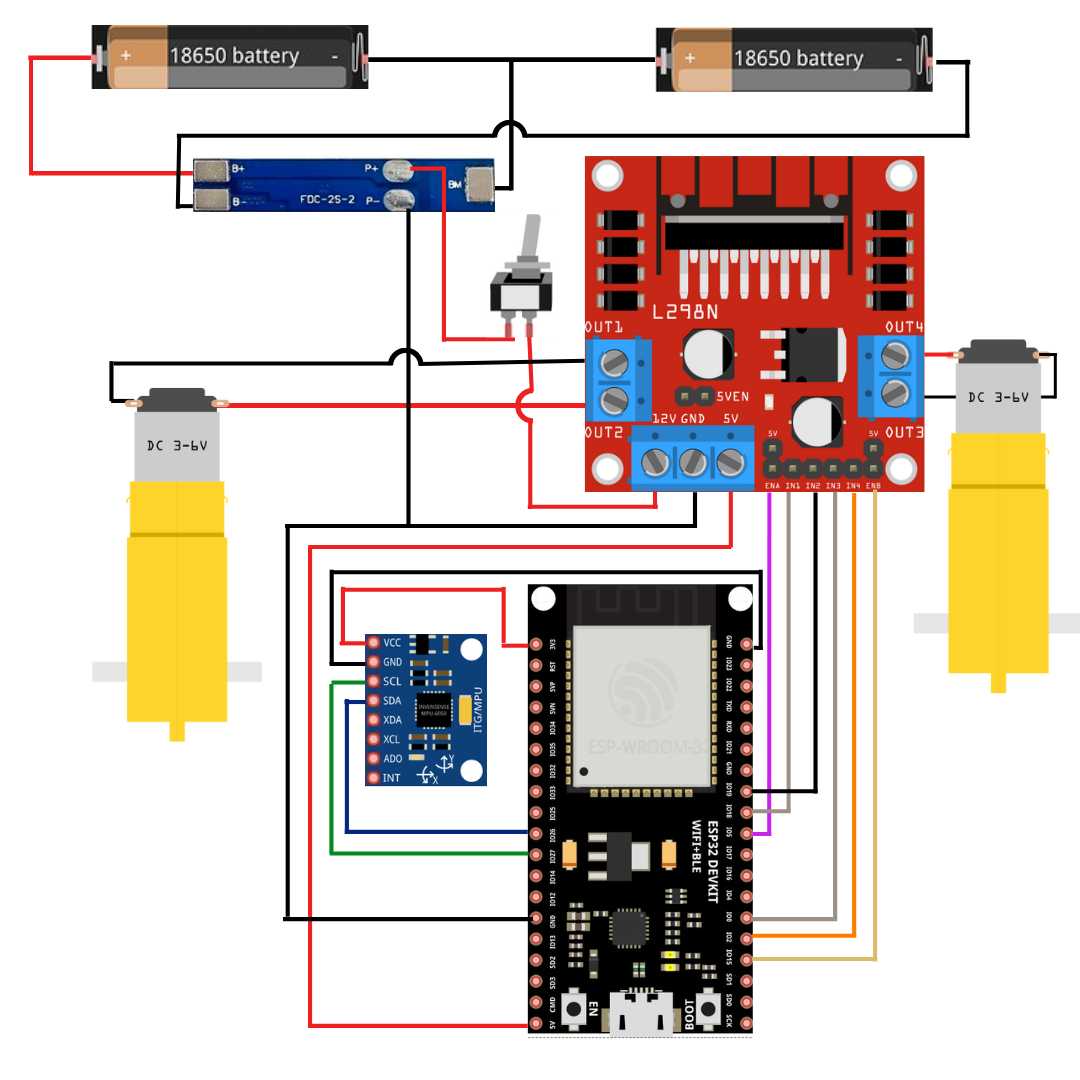 + 18650 battery -
+ 18650 battery -
B+
P+
BM
B-
FDC-2S-2
P-
L298N
OUT1
OUT4
5VEN
OUT2
12V GND 5V
OUT3
5V
5V
ENA IN1 IN2 IN3 IN4 ENB
DC 3-6V
DC 3-6V
VCC
GND
SCL
SDA
XDA
XCL
ADO
INT
INVENSENSE
MPU-6050
ITG/MPU
Y
X
ESP-WROOM-32
3V3
RST
SVP
SVN
IO34
IO35
IO32
IO33
IO25
IO26
IO27
IO14
IO12
GND
IO13
SD2
SD3
CMD
5V
GND
IO23
IO22
TXD
RXD
IO21
GND
IO19
IO18
IO5
IO17
IO16
IO4
IO0
IO2
IO15
SD1
SD0
SCK
ESP32 DEVKIT
WIFI+BLE
EN
BOOT